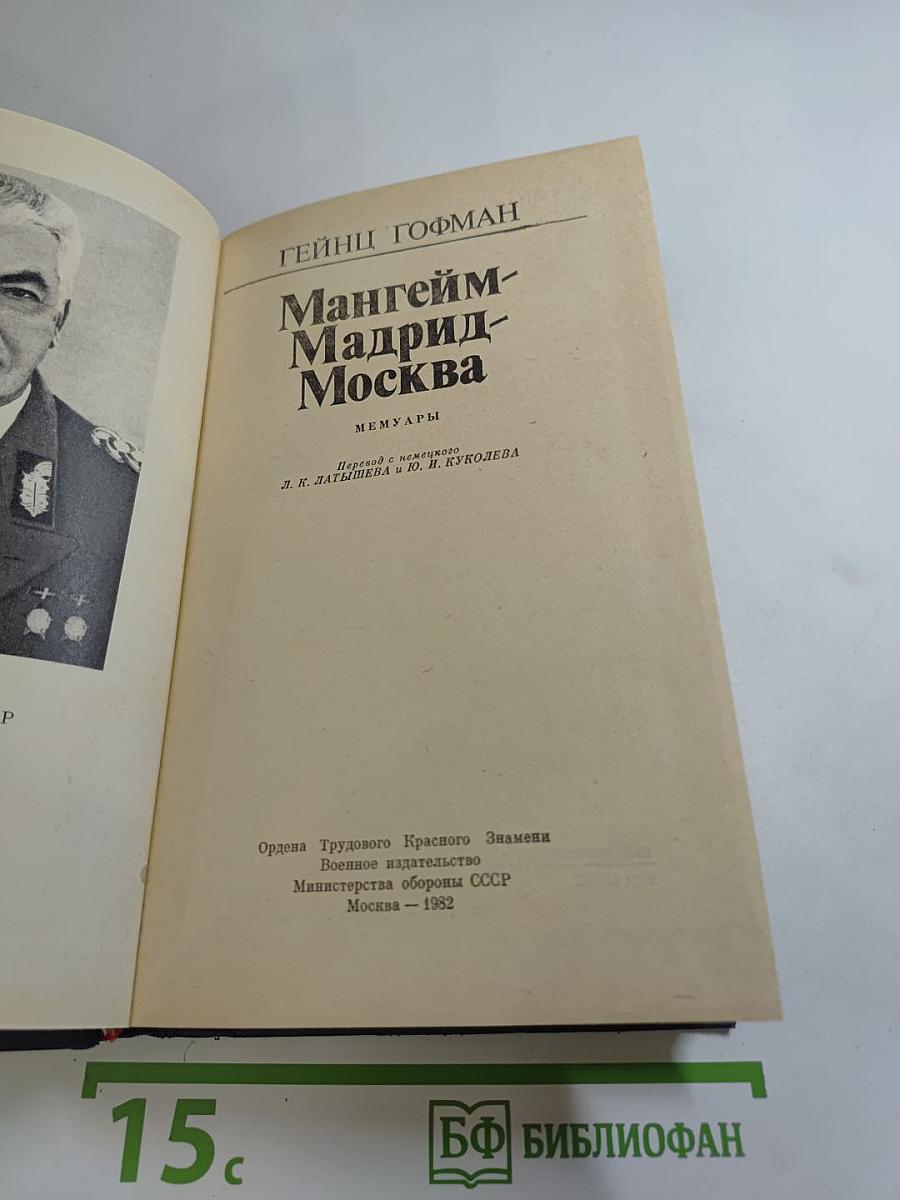 ГЕЙНЦ ГОФМАН
Мангейм-
Мадрид-
Москва
МЕМУАРЫ
Перевод с немецкого
Л. К. ЛАТЫШЕВА и Ю. И. КУКОЛЕВА
Р
Ордена Трудового Красного Знамени
Военное издательство
Министерства обороны СССР
Москва — 1982
15 с
БФ БИБЛИОФАН